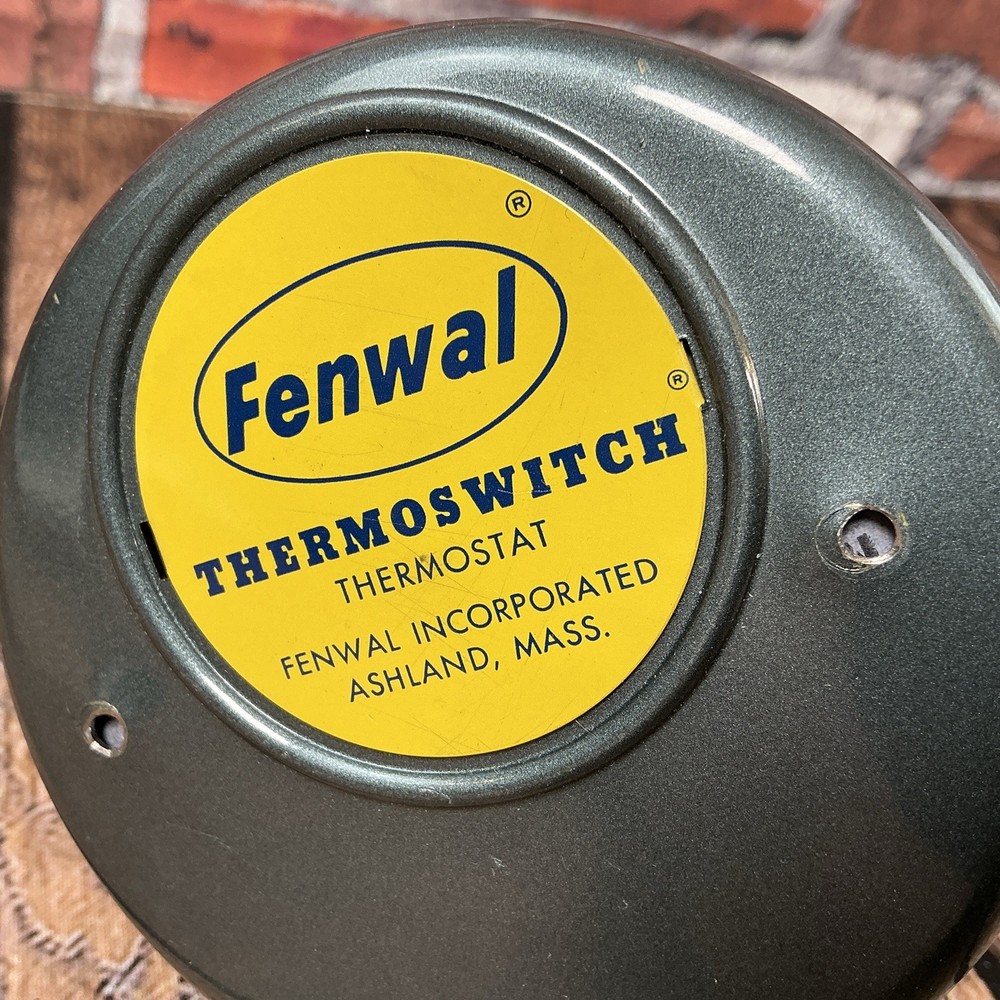 ®
Fenwal
®
THERMOSWITCH
THERMOSTAT
FENWAL INCORPORATED
ASHLAND, MASS.